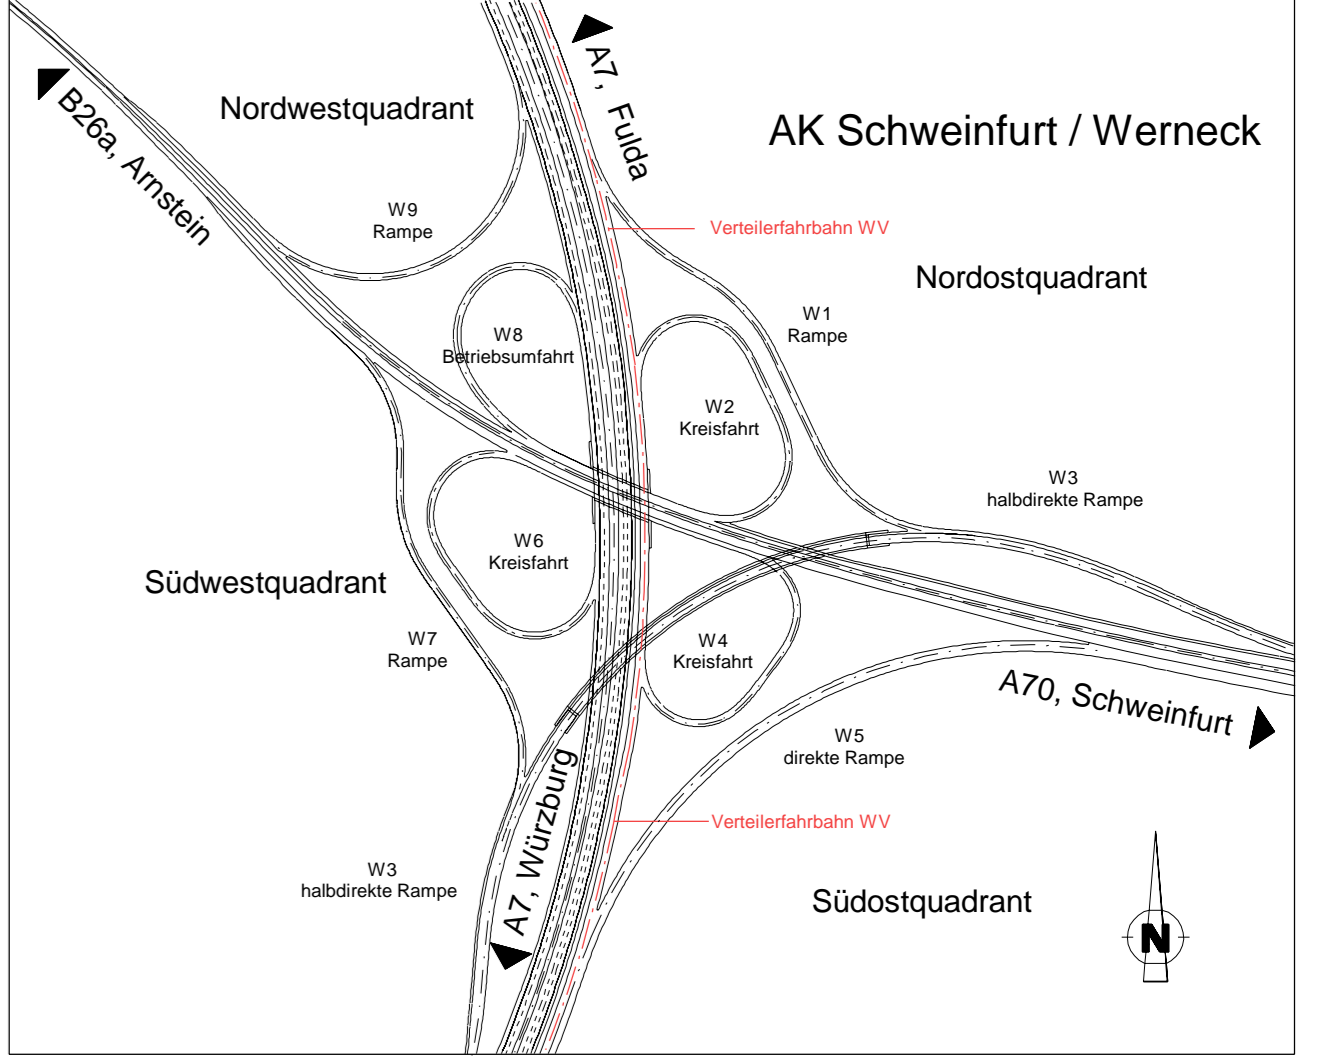 Nordwestquadrant
A7, Fulda
AK Schweinfurt / Werneck
B26a, Arnstein
W9
Rampe
Verteilerfahrbahn WV
Nordostquadrant
W1
Rampe
W8
Betriebsumfahrt
W2
Kreisfahrt
W3
halbdirekte Rampe
W6
Kreisfahrt
Südwestquadrant
W7
Rampe
W4
Kreisfahrt
A70, Schweinfurt
W5
direkte Rampe
A7, Würzburg
Verteilerfahrbahn WV
W3
halbdirekte Rampe
Südostquadrant
N